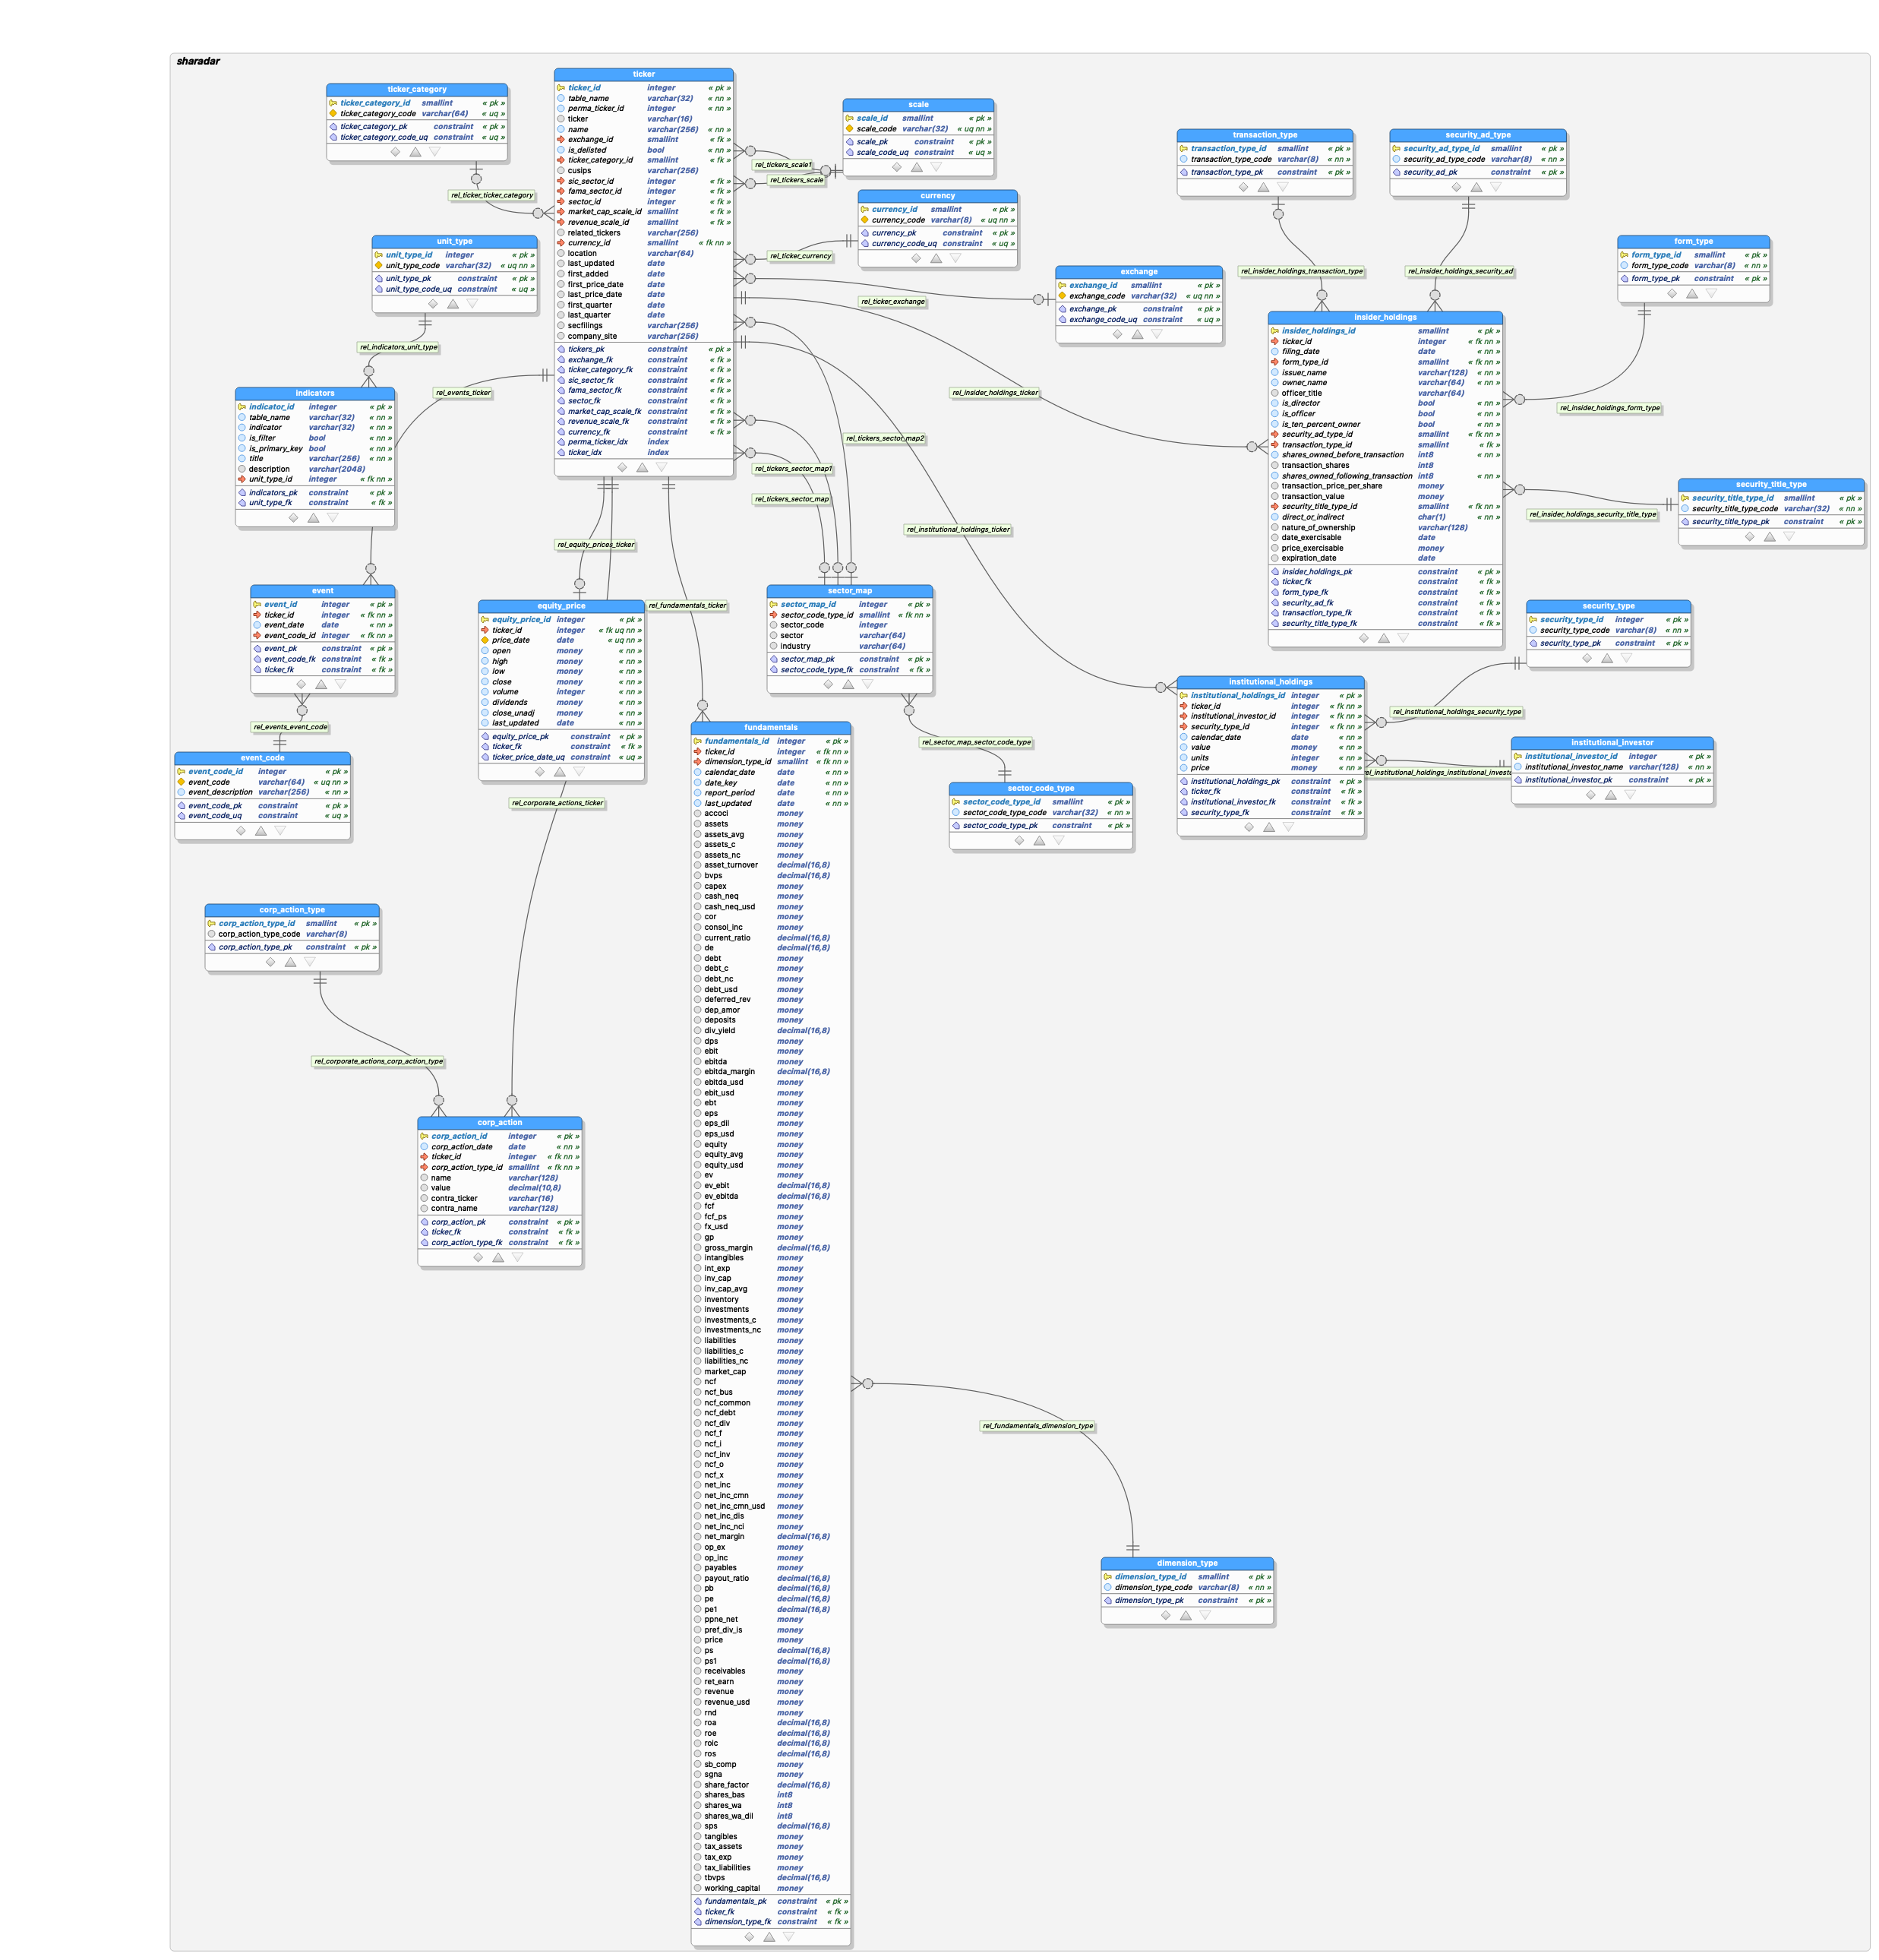 sharadar
ticker_category
ticker_category_id smallint « pk »
ticker_category_code varchar(64) « uq »
ticker_category_pk constraint « pk »
ticker_category_code_uq constraint « uq »
ticker
ticker_id integer « pk »
table_name varchar(32) « nn »
perma_ticker_id integer « nn »
ticker varchar(16)
name varchar(256) « nn »
exchange_id smallint « fk »
is_delisted bool « nn »
ticker_category_id smallint « fk »
cusips varchar(256)
sic_sector_id integer « fk »
fama_sector_id integer « fk »
sector_id integer « fk »
market_cap_scale_id smallint « fk »
revenue_scale_id smallint « fk »
related_tickers varchar(256)
currency_id smallint « fk nn »
location varchar(64)
last_updated date
first_added date
first_price_date date
last_price_date date
first_quarter date
last_quarter date
secfilings varchar(256)
company_site varchar(256)
tickers_pk constraint « pk »
exchange_fk constraint « fk »
ticker_category_fk constraint « fk »
sic_sector_fk constraint « fk »
fama_sector_fk constraint « fk »
sector_fk constraint « fk »
market_cap_scale_fk constraint « fk »
revenue_scale_fk constraint « fk »
currency_fk constraint « fk »
perma_ticker_idx index
ticker_idx index
scale
scale_id smallint « pk »
scale_code varchar(32) « uq nn »
scale_pk constraint « pk »
scale_code_uq constraint « uq »
rel_tickers_scale1
rel_tickers_scale
rel_ticker_ticker_category
currency
currency_id smallint « pk »
currency_code varchar(8) « uq nn »
currency_pk constraint « pk »
currency_code_uq constraint « uq »
rel_ticker_currency
transaction_type
transaction_type_id smallint « pk »
transaction_type_code varchar(8) « nn »
transaction_type_pk constraint « pk »
security_ad_type
security_ad_type_id smallint « pk »
security_ad_type_code varchar(8) « nn »
security_ad_pk constraint « pk »
unit_type
unit_type_id integer « pk »
unit_type_code varchar(32) « uq nn »
unit_type_pk constraint « pk »
unit_type_code_uq constraint « uq »
form_type
form_type_id smallint « pk »
form_type_code varchar(8) « nn »
form_type_pk constraint « pk »
exchange
exchange_id smallint « pk »
exchange_code varchar(32) « uq nn »
exchange_pk constraint « pk »
exchange_code_uq constraint « uq »
rel_insider_holdings_transaction_type
rel_insider_holdings_security_ad
rel_ticker_exchange
rel_indicators_unit_type
insider_holdings
insider_holdings_id smallint « pk »
ticker_id integer « fk nn »
filing_date date « nn »
form_type_id smallint « fk nn »
issuer_name varchar(128) « nn »
owner_name varchar(64) « nn »
officer_title varchar(64)
is_director bool « nn »
is_officer bool « nn »
is_ten_percent_owner bool « nn »
security_ad_type_id smallint « fk nn »
transaction_type_id smallint « fk »
shares_owned_before_transaction int8 « nn »
transaction_shares int8
shares_owned_following_transaction int8 « nn »
transaction_price_per_share money
transaction_value money
security_title_type_id smallint « fk nn »
direct_or_indirect char(1) « nn »
nature_of_ownership varchar(128)
date_exercisable date
price_exercisable money
expiration_date date
insider_holdings_pk constraint « pk »
ticker_fk constraint « fk »
form_type_fk constraint « fk »
security_ad_fk constraint « fk »
transaction_type_fk constraint « fk »
security_title_type_fk constraint « fk »
indicators
indicator_id integer « pk »
table_name varchar(32) « nn »
indicator varchar(32) « nn »
is_filter bool « nn »
is_primary_key bool « nn »
title varchar(256) « nn »
description varchar(2048)
unit_type_id integer « fk nn »
indicators_pk constraint « pk »
unit_type_fk constraint « fk »
rel_events_ticker
rel_insider_holdings_ticker
rel_insider_holdings_form_type
rel_tickers_sector_map2
rel_tickers_sector_map1
rel_tickers_sector_map
security_title_type
security_title_type_id smallint « pk »
security_title_type_code varchar(32) « nn »
security_title_type_pk constraint « pk »
rel_insider_holdings_security_title_type
rel_institutional_holdings_ticker
rel_equity_prices_ticker
event
event_id integer « pk »
ticker_id integer « fk nn »
event_date date « nn »
event_code_id integer « fk nn »
event_pk constraint « pk »
event_code_fk constraint « fk »
ticker_fk constraint « fk »
equity_price
equity_price_id integer « pk »
ticker_id integer « fk uq nn »
price_date date « uq nn »
open money « nn »
high money « nn »
low money « nn »
close money « nn »
volume integer « nn »
dividends money « nn »
close_unadj money « nn »
last_updated date « nn »
equity_price_pk constraint « pk »
ticker_fk constraint « fk »
ticker_price_date_uq constraint « uq »
rel_fundamentals_ticker
sector_map
sector_map_id integer « pk »
sector_code_type_id smallint « fk nn »
sector_code integer
sector varchar(64)
industry varchar(64)
sector_map_pk constraint « pk »
sector_code_type_fk constraint « fk »
security_type
security_type_id integer « pk »
security_type_code varchar(8) « nn »
security_type_pk constraint « pk »
institutional_holdings
institutional_holdings_id integer « pk »
ticker_id integer « fk nn »
institutional_investor_id integer « fk nn »
security_type_id integer « fk nn »
calendar_date date « nn »
value money « nn »
units integer « nn »
price money « nn »
institutional_holdings_pk constraint « pk »
ticker_fk constraint « fk »
institutional_investor_fk constraint « fk »
security_type_fk constraint « fk »
rel_institutional_holdings_security_type
rel_events_event_code
rel_sector_map_sector_code_type
institutional_investor
institutional_investor_id integer « pk »
institutional_investor_name varchar(128) « nn »
institutional_investor_pk constraint « pk »
rel_institutional_holdings_institutional_investo
event_code
event_code_id integer « pk »
event_code varchar(64) « uq nn »
event_description varchar(256) « nn »
event_code_pk constraint « pk »
event_code_uq constraint « uq »
sector_code_type
sector_code_type_id smallint « pk »
sector_code_type_code varchar(32) « nn »
sector_code_type_pk constraint « pk »
rel_corporate_actions_ticker
fundamentals
fundamentals_id integer « pk »
ticker_id integer « fk nn »
dimension_type_id smallint « fk nn »
calendar_date date « nn »
date_key date « nn »
report_period date « nn »
last_updated date « nn »
accoci money
assets money
assets_avg money
assets_c money
assets_nc money
asset_turnover decimal(16,8)
bvps decimal(16,8)
capex money
cash_neq money
cash_neq_usd money
cor money
consol_inc money
current_ratio decimal(16,8)
de decimal(16,8)
debt money
debt_c money
debt_nc money
debt_usd money
deferred_rev money
dep_amor money
deposits money
div_yield decimal(16,8)
dps money
ebit money
ebitda money
ebitda_margin decimal(16,8)
ebitda_usd money
ebit_usd money
ebt money
eps money
eps_dil money
eps_usd money
equity money
equity_avg money
equity_usd money
ev money
ev_ebit decimal(16,8)
ev_ebitda decimal(16,8)
fcf money
fcf_ps money
fx_usd money
gp money
gross_margin decimal(16,8)
intangibles money
int_exp money
inv_cap money
inv_cap_avg money
inventory money
investments money
investments_c money
investments_nc money
liabilities money
liabilities_c money
liabilities_nc money
market_cap money
ncf money
ncf_bus money
ncf_common money
ncf_debt money
ncf_div money
ncf_f money
ncf_i money
ncf_inv money
ncf_o money
ncf_x money
net_inc money
net_inc_cmn money
net_inc_cmn_usd money
net_inc_dis money
net_inc_nci money
net_margin decimal(16,8)
op_ex money
op_inc money
payables money
payout_ratio decimal(16,8)
pb decimal(16,8)
pe decimal(16,8)
pe1 decimal(16,8)
ppne_net money
pref_div_is money
price money
ps decimal(16,8)
ps1 decimal(16,8)
receivables money
ret_earn money
revenue money
revenue_usd money
rnd money
roa decimal(16,8)
roe decimal(16,8)
roic decimal(16,8)
ros decimal(16,8)
sb_comp money
sgna money
share_factor decimal(16,8)
shares_bas int8
shares_wa int8
shares_wa_dil int8
sps decimal(16,8)
tangibles money
tax_assets money
tax_exp money
tax_liabilities money
tbvps decimal(16,8)
working_capital money
fundamentals_pk constraint « pk »
ticker_fk constraint « fk »
dimension_type_fk constraint « fk »
corp_action_type
corp_action_type_id smallint « pk »
corp_action_type_code varchar(8)
corp_action_type_pk constraint « pk »
rel_corporate_actions_corp_action_type
corp_action
corp_action_id integer « pk »
corp_action_date date « nn »
ticker_id integer « fk nn »
corp_action_type_id smallint « fk nn »
name varchar(128)
value decimal(10,8)
contra_ticker varchar(16)
contra_name varchar(128)
corp_action_pk constraint « pk »
ticker_fk constraint « fk »
corp_action_type_fk constraint « fk »
rel_fundamentals_dimension_type
dimension_type
dimension_type_id smallint « pk »
dimension_type_code varchar(8) « nn »
dimension_type_pk constraint « pk »